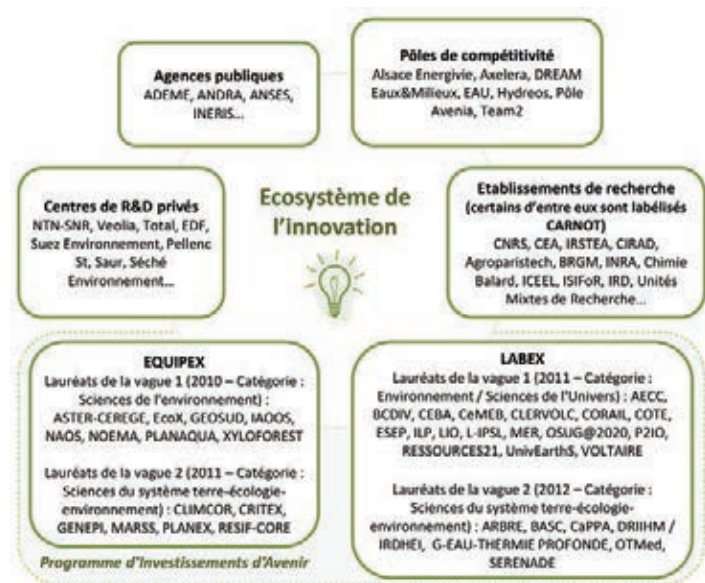 Agences publiques
ADEME, ANDRA, ANSES,
INERIS...
Pôles de compétitivité
Alsace Energivie, Axelera, DREAM
Eaux&Milieux, EAU, Hydreos, Pôle
Avenia, Team2
Centres de R&D privés
NTN-SNR, Veolia, Total, EDF,
Suez Environnement, Pellenc
St, Saur, Séché
Environnement...
Ecosystème de
l'innovation
Etablissements de recherche
(certains d'entre eux sont labélisés
CARNOT)
CNRS, CEA, IRSTEA, CIRAD,
Agroparistech, BRGM, INRA, Chimie
Balard, ICEEL, ISIFoR, IRD, Unités
Mixtes de Recherche...
EQUIPEX
Lauréats de la vague 1 (2010 – Catégorie :
Sciences de l'environnement) :
ASTER-CEREGE, EcoX, GEOSUD, IAOOS,
NAOS, NOEMA, PLANAQUA, XYLOFOREST
Lauréats de la vague 2 (2011 – Catégorie :
Sciences du système terre-écologie-
environnement) : CLIMCOR, CRITEX,
GENEPI, MARSS, PLANEX, RESIF-CORE
LABEX
Lauréats de la vague 1 (2011 – Catégorie :
Environnement / Sciences de l'Univers) : AECC,
BCDIV, CEBA, CeMEB, CLERVOLC, CORAIL, COTE,
ESEP, ILP, LIO, L-IPSL, MER, OSUG@2020, P2IO,
RESSOURCES21, UnivEarthS, VOLTAIRE
Lauréats de la vague 2 (2012 – Catégorie :
Sciences du système terre-écologie-
environnement) : ARBRE, BASC, CaPPA, DRIIHM /
IRDHEI, G-EAU-THERMIE PROFONDE, OTMed,
SERENADE
Programme d'Investissements d'Avenir